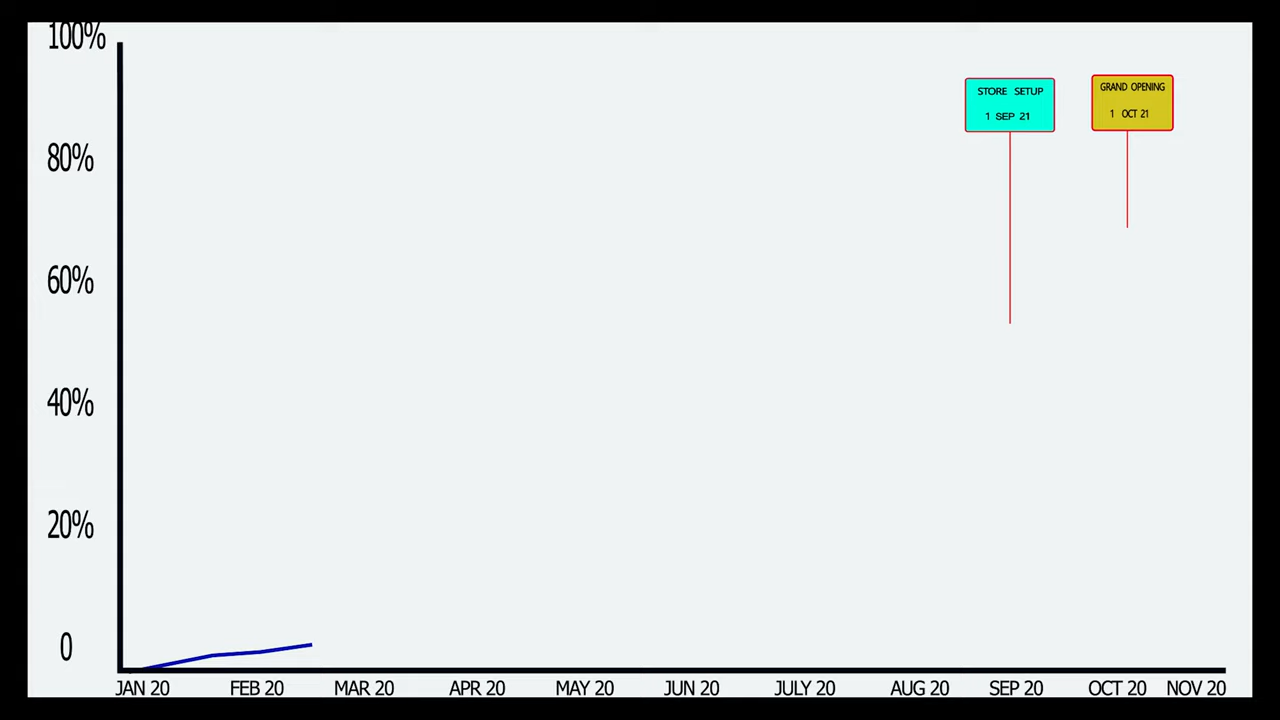 100%
80%
60%
40%
20%
0
STORE SETUP
1 SEP 21
GRAND OPENING
1 OCT 21
JAN 20 FEB 20 MAR 20 APR 20 MAY 20 JUN 20 JULY 20 AUG 20 SEP 20 OCT 20 NOV 20